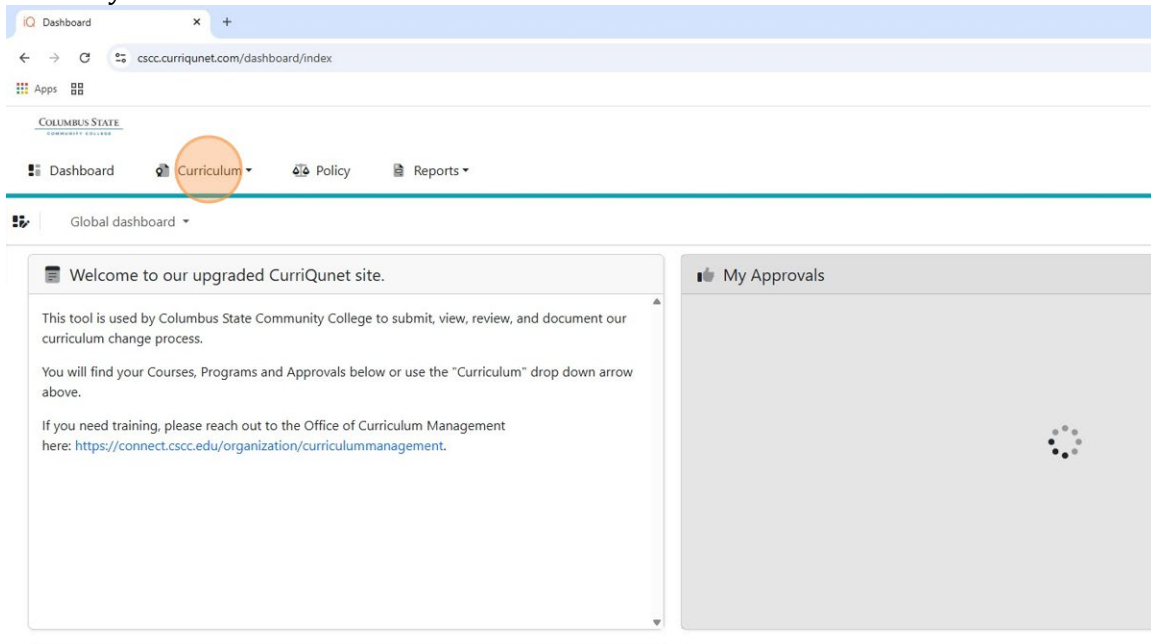 iQ Dashboard
cscc.curriqunet.com/dashboard/index
Apps
COLUMBUS STATE
COMMUNITY COLLEGE
Dashboard Curriculum Policy Reports
Global dashboard
Welcome to our upgraded CurriQunet site.
This tool is used by Columbus State Community College to submit, view, review, and document our
curriculum change process.
You will find your Courses, Programs and Approvals below or use the "Curriculum" drop down arrow
above.
If you need training, please reach out to the Office of Curriculum Management
here: https://connect.cscc.edu/organization/curriculummanagement.
My Approvals